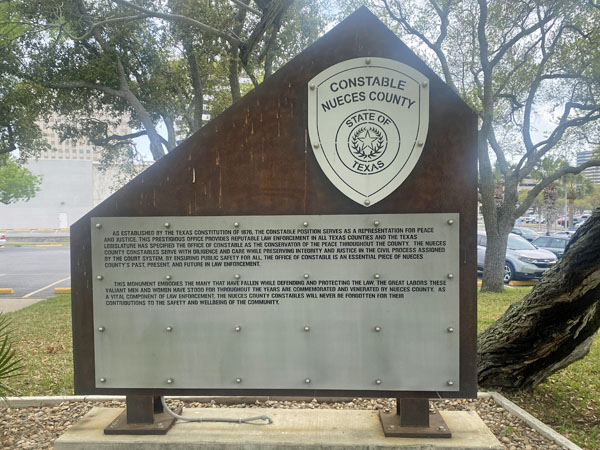 CONSTABLE
NUECES COUNTY
STATE OF
TEXAS
AS ESTABLISHED BY THE TEXAS CONSTITUTION OF 1876, THE CONSTABLE POSITION SERVES AS A REPRESENTATION FOR PEACE
AND JUSTICE. THIS PRESTIGIOUS OFFICE PROVIDES REPUTABLE LAW ENFORCEMENT IN ALL TEXAS COUNTIES AND THE TEXAS
LEGISLATURE HAS SPECIFIED THE OFFICE OF CONSTABLE AS THE CONSERVATOR OF THE PEACE THROUGHOUT THE COUNTY. THE NUECES
COUNTY CONSTABLES SERVE WITH DILIGENCE AND CARE WHILE PRESERVING INTEGRITY AND JUSTICE IN THE CIVIL PROCESS ASSIGNED
BY THE COURT SYSTEM. BY ENSURING PUBLIC SAFETY FOR ALL, THE OFFICE OF CONSTABLE IS AN ESSENTIAL PIECE OF NUECES
COUNTY'S PAST, PRESENT, AND FUTURE IN LAW ENFORCEMENT.
THIS MONUMENT EMBODIES THE MANY THAT HAVE FALLEN WHILE DEFENDING AND PROTECTING THE LAW. THE GREAT LABORS THESE
VALIANT MEN AND WOMEN HAVE STOOD FOR THROUGHOUT THE YEARS ARE COMMEMORATED AND VENERATED BY NUECES COUNTY. AS
A VITAL COMPONENT OF LAW ENFORCEMENT, THE NUECES COUNTY CONSTABLES WILL NEVER BE FORGOTTEN FOR THEIR
CONTRIBUTIONS TO THE SAFETY AND WELLBEING OF THE COMMUNITY.